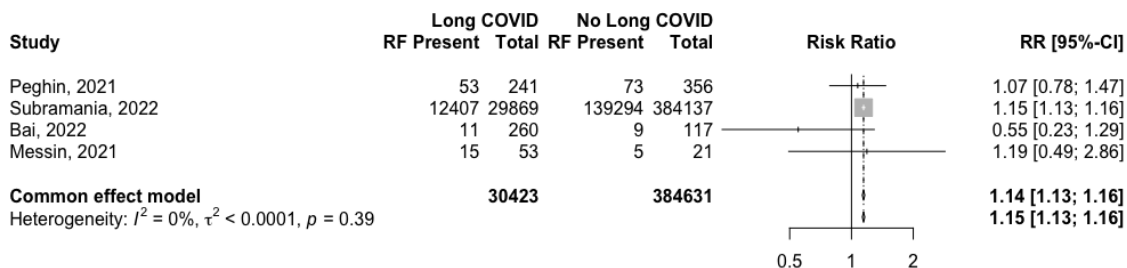 Long COVID No Long COVID
Study RF Present Total RF Present Total Risk Ratio RR [95%-CI]
Peghin, 2021 53 241 73 356 1.07 [0.78; 1.47]
Subramania, 2022 12407 29869 139294 384137 1.15 [1.13; 1.16]
Bai, 2022 11 260 9 117 0.55 [0.23; 1.29]
Messin, 2021 15 53 5 21 1.19 [0.49; 2.86]
Common effect model 30423 384631 1.14 [1.13; 1.16]
Heterogeneity: I² = 0%, τ² < 0.0001, p = 0.39 1.15 [1.13; 1.16]
0.5 1 2